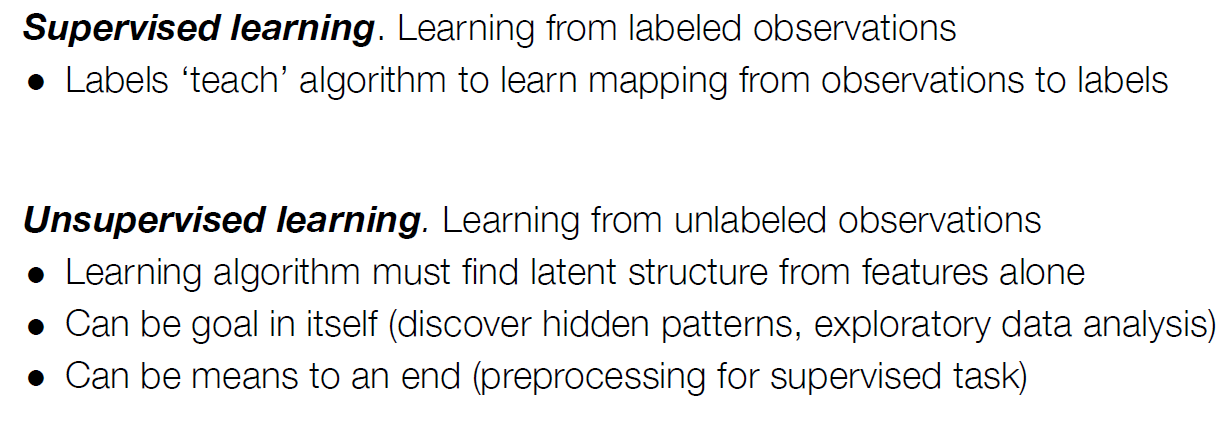 Supervised learning. Learning from labeled observations
● Labels ‘teach’ algorithm to learn mapping from observations to labels
Unsupervised learning. Learning from unlabeled observations
● Learning algorithm must find latent structure from features alone
● Can be goal in itself (discover hidden patterns, exploratory data analysis)
● Can be means to an end (preprocessing for supervised task)